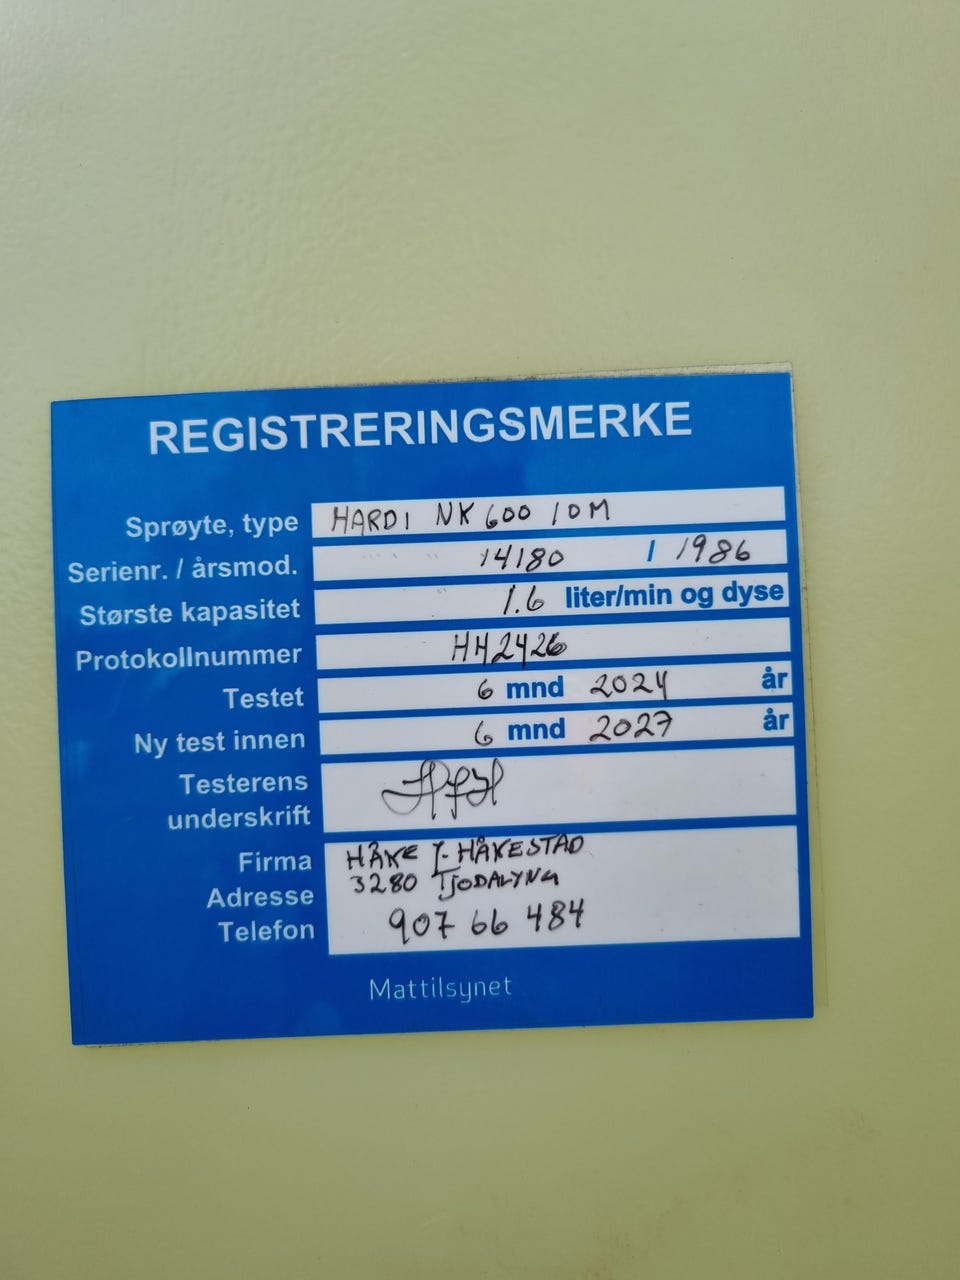 REGISTRERINGSMERKE
Sprøyte, type HARDI NK 600 10M
Serienr. / årsmod. 14180 / 1986
Største kapasitet 1.6 liter/min og dyse
Protokollnummer HH2426
Testet 6 mnd 2024 år
Ny test innen 6 mnd 2027 år
Testerens
underskrift
Firma HÅKE J. HÅKESTAD
Adresse 3280 TJODALYNG
Telefon 907 66 484
Mattilsynet